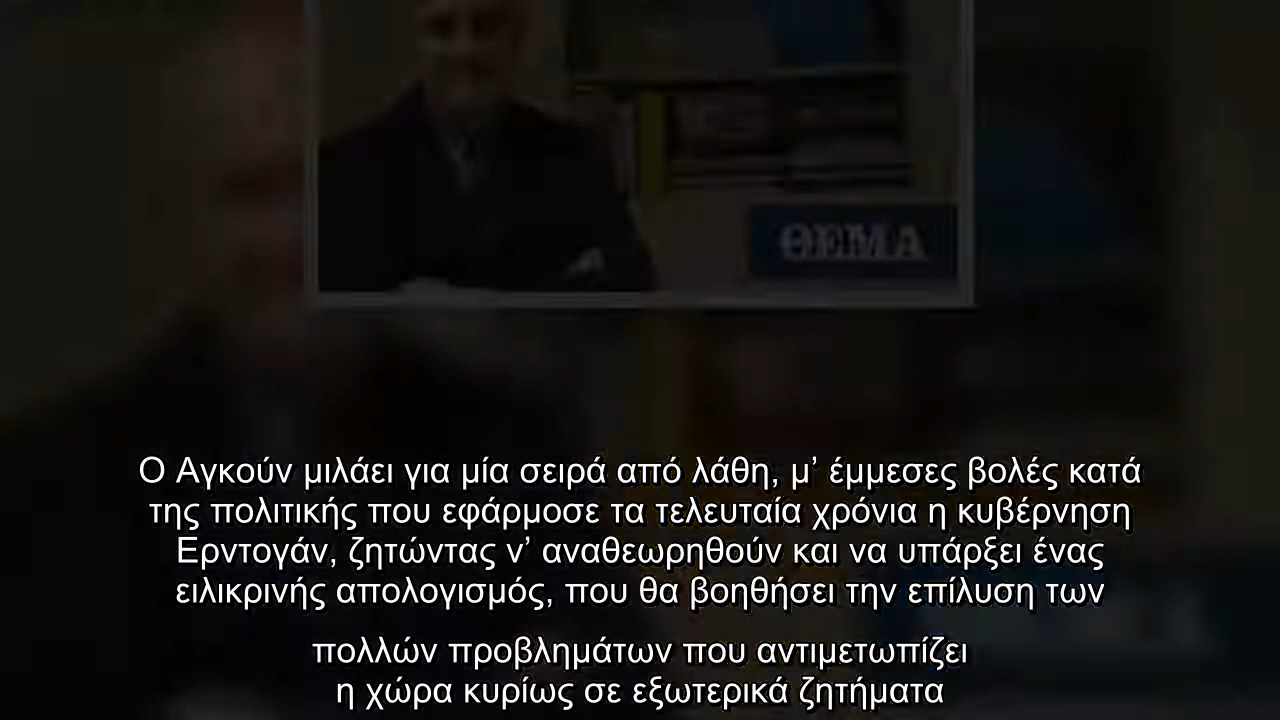 ΘΕΜΑ
Ο Αγκούν μιλάει για μία σειρά από λάθη, μ’ έμμεσες βολές κατά
της πολιτικής που εφάρμοσε τα τελευταία χρόνια η κυβέρνηση
Ερντογάν, ζητώντας ν’ αναθεωρηθούν και να υπάρξει ένας
ειλικρινής απολογισμός, που θα βοηθήσει την επίλυση των
πολλών προβλημάτων που αντιμετωπίζει
η χώρα κυρίως σε εξωτερικά ζητήματα